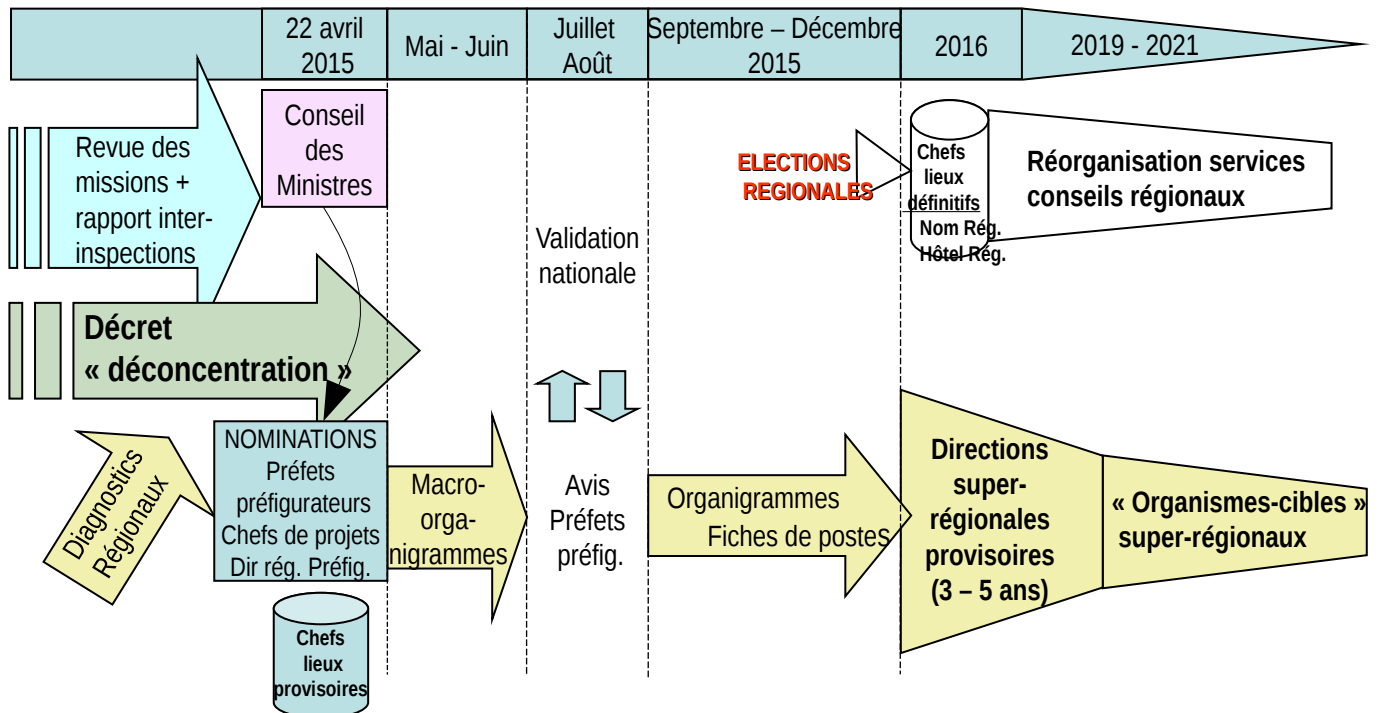 22 avril
2015
Mai - Juin
Juillet
Août
Septembre – Décembre
2015
2016
2019 - 2021
Revue des
missions +
rapport inter-
inspections
Conseil
des
Ministres
ELECTIONS
REGIONALES
Chefs
lieux
définitifs
Nom Rég.
Hôtel Rég.
Réorganisation services
conseils régionaux
Validation
nationale
Décret
« déconcentration »
Diagnostics
Régionaux
NOMINATIONS
Préfets
préfigurateurs
Chefs de projets
Dir rég. Préfig.
Macro-
orga-
nigrammes
Avis
Préfets
préfig.
Organigrammes
Fiches de postes
Directions
super-
régionales
provisoires
(3 – 5 ans)
« Organismes-cibles »
super-régionaux
Chefs
lieux
provisoires